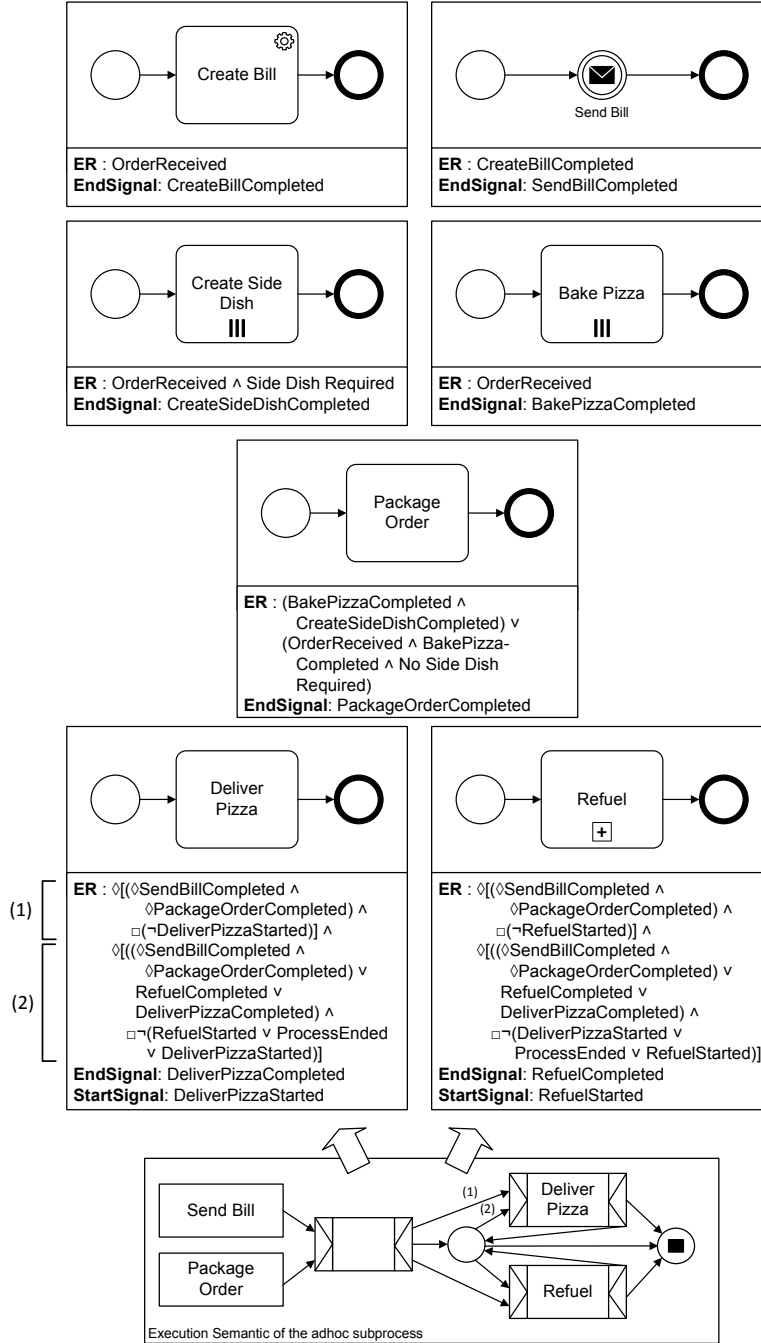 Create Bill
Send Bill
ER : OrderReceived
EndSignal: CreateBillCompleted
ER : CreateBillCompleted
EndSignal: SendBillCompleted
Create Side
Dish
Bake Pizza
ER : OrderReceived ˄ Side Dish Required
EndSignal: CreateSideDishCompleted
ER : OrderReceived
EndSignal: BakePizzaCompleted
Package
Order
ER : (BakePizzaCompleted ˄
CreateSideDishCompleted) ˅
(OrderReceived ˄ BakePizza-
Completed ˄ No Side Dish
Required)
EndSignal: PackageOrderCompleted
Deliver
Pizza
Refuel
(1)
(2)
ER : ◊[(◊SendBillCompleted ˄
◊PackageOrderCompleted) ˄
□(¬DeliverPizzaStarted)] ˄
◊[((◊SendBillCompleted ˄
◊PackageOrderCompleted) ˅
RefuelCompleted ˅
DeliverPizzaCompleted) ˄
□¬(RefuelStarted ˅ ProcessEnded
˅ DeliverPizzaStarted)]
EndSignal: DeliverPizzaCompleted
StartSignal: DeliverPizzaStarted
ER : ◊[(◊SendBillCompleted ˄
◊PackageOrderCompleted) ˄
□(¬RefuelStarted)] ˄
◊[((◊SendBillCompleted ˄
◊PackageOrderCompleted) ˅
RefuelCompleted ˅
DeliverPizzaCompleted) ˄
□¬(DeliverPizzaStarted ˅
ProcessEnded ˅ RefuelStarted)]
EndSignal: RefuelCompleted
StartSignal: RefuelStarted
Send Bill
Package
Order
(1)
(2)
Deliver
Pizza
Refuel
Execution Semantic of the adhoc subprocess